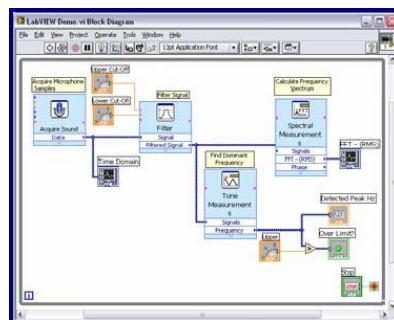 LabVIEW Demo.vi Block Diagram
File Edit View Project Operate Tools Window Help
13pt Application Font
Acquire Microphone
Samples
Acquire Sound
Data
Upper Cut-Off
Lower Cut-Off
Time Domain
Filter Signal
Filter
Signal
Filtered Signal
Calculate Frequency
Spectrum
Spectral
Measurement
s
Signals
FFT - (RMS)
Phase
FFT - (RMS)
Find Dominant
Frequency
Tone
Measurement
s
Signals
Frequency
Upper
Detected Peak Hz
Over Limit?
Stop